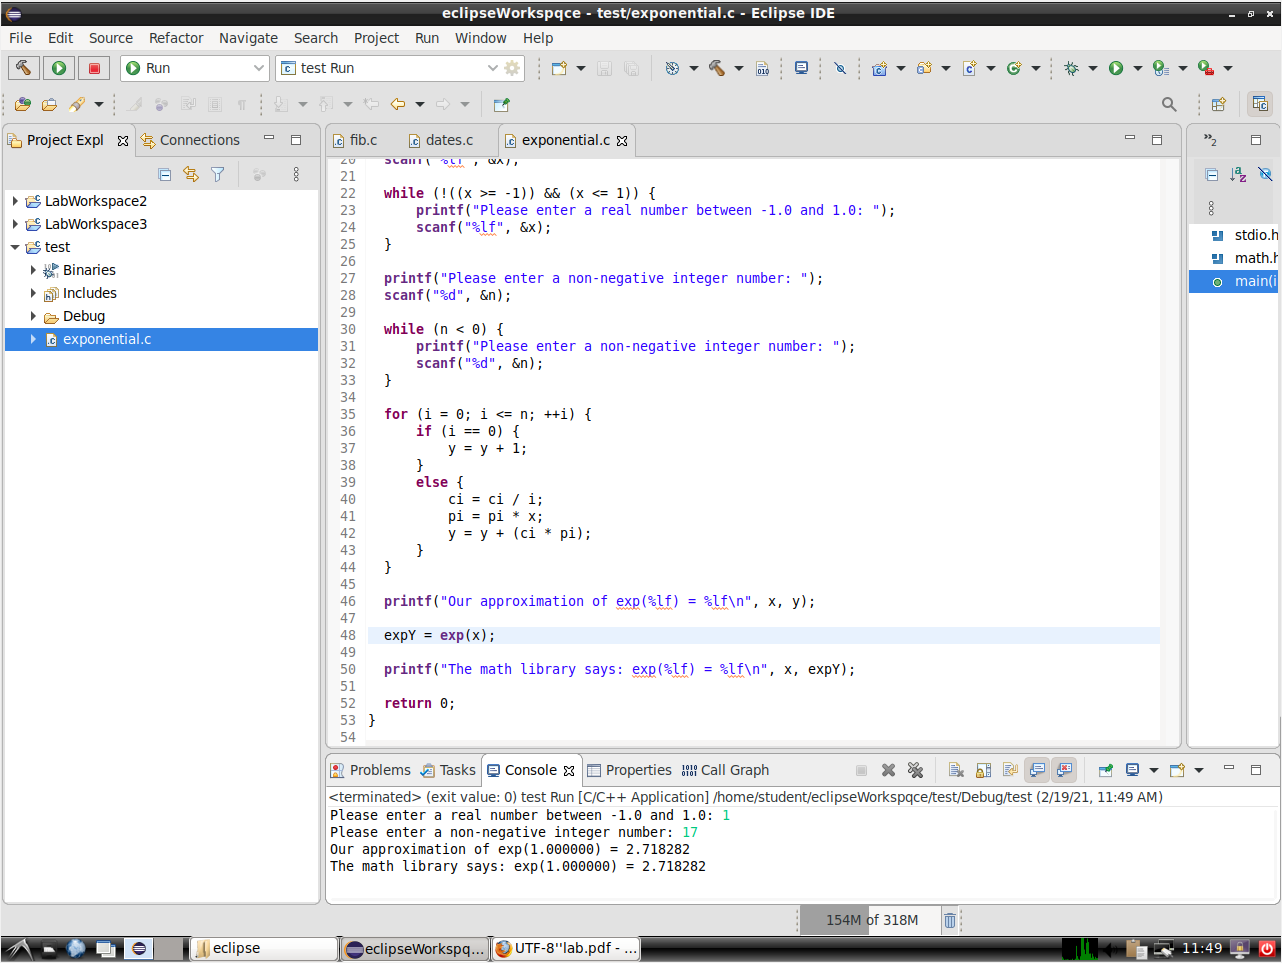 eclipseWorkspqce - test/exponential.c - Eclipse IDE
File Edit Source Refactor Navigate Search Project Run Window Help
Run
test Run
Project Expl
Connections
LabWorkspace2
LabWorkspace3
test
Binaries
Includes
Debug
exponential.c
fib.c
dates.c
exponential.c
20 scanf("%lf", &x);
21
22 while (!((x >= -1)) && (x <= 1)) {
23 printf("Please enter a real number between -1.0 and 1.0: ");
24 scanf("%lf", &x);
25 }
26
27 printf("Please enter a non-negative integer number: ");
28 scanf("%d", &n);
29
30 while (n < 0) {
31 printf("Please enter a non-negative integer number: ");
32 scanf("%d", &n);
33 }
34
35 for (i = 0; i <= n; ++i) {
36 if (i == 0) {
37 y = y + 1;
38 }
39 else {
40 ci = ci / i;
41 pi = pi * x;
42 y = y + (ci * pi);
43 }
44 }
45
46 printf("Our approximation of exp(%lf) = %lf\n", x, y);
47
48 expY = exp(x);
49
50 printf("The math library says: exp(%lf) = %lf\n", x, expY);
51
52 return 0;
53 }
54
»2
stdio.h
math.h
main(i
Problems Tasks Console Properties Call Graph
<terminated> (exit value: 0) test Run [C/C++ Application] /home/student/eclipseWorkspqce/test/Debug/test (2/19/21, 11:49 AM)
Please enter a real number between -1.0 and 1.0: 1
Please enter a non-negative integer number: 17
Our approximation of exp(1.000000) = 2.718282
The math library says: exp(1.000000) = 2.718282
154M of 318M
eclipse
eclipseWorkspq...
UTF-8''lab.pdf - ...
11:49